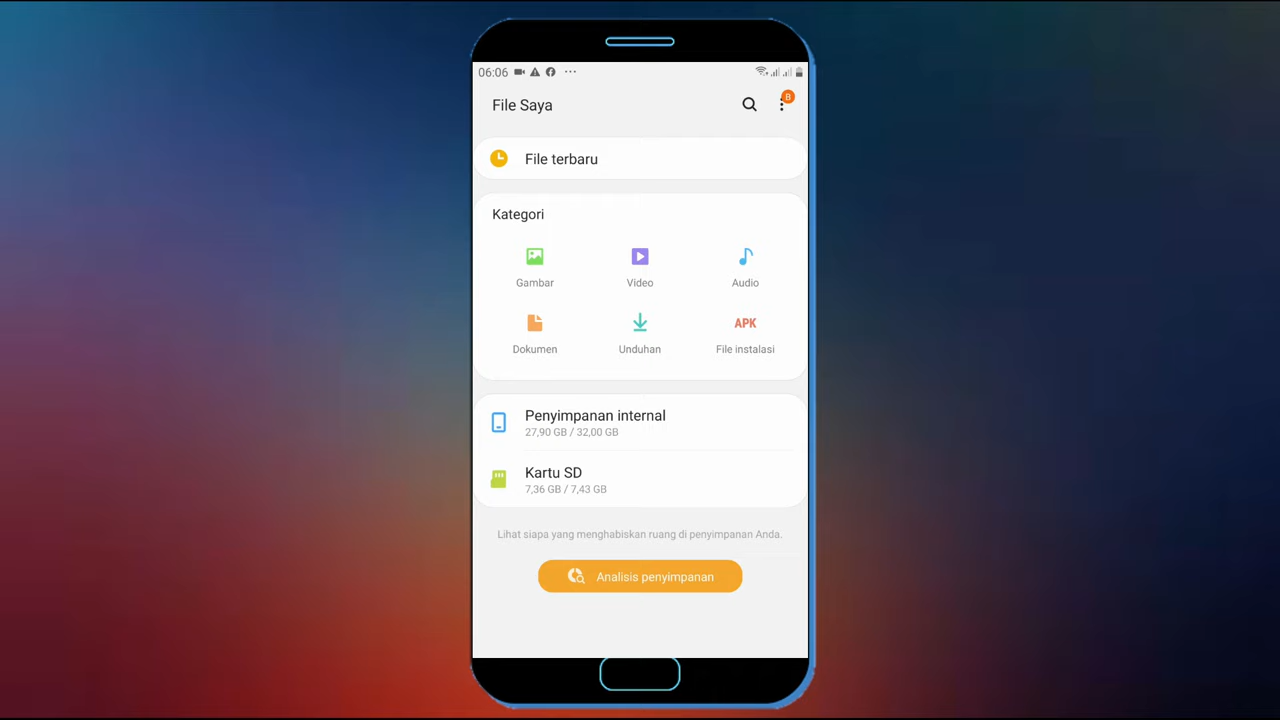 06:06
File Saya
B
File terbaru
Kategori
Gambar
Video
Audio
APK
Dokumen
Unduhan
File instalasi
Penyimpanan internal
27,90 GB / 32,00 GB
Kartu SD
7,36 GB / 7,43 GB
Lihat siapa yang menghabiskan ruang di penyimpanan Anda.
Analisis penyimpanan